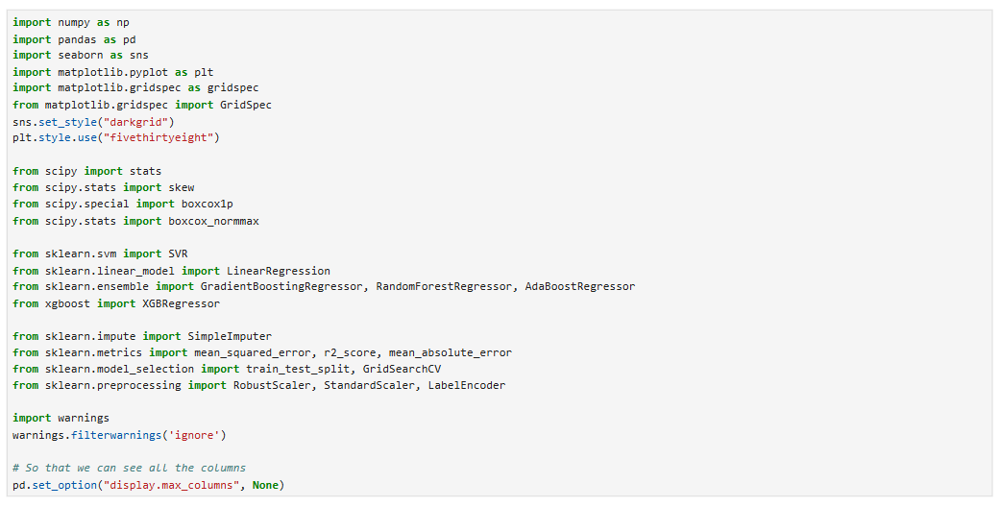 import numpy as np
import pandas as pd
import seaborn as sns
import matplotlib.pyplot as plt
import matplotlib.gridspec as gridspec
from matplotlib.gridspec import GridSpec
sns.set_style("darkgrid")
plt.style.use("fivethirtyeight")
from scipy import stats
from scipy.stats import skew
from scipy.special import boxcox1p
from scipy.stats import boxcox_normmax
from sklearn.svm import SVR
from sklearn.linear_model import LinearRegression
from sklearn.ensemble import GradientBoostingRegressor, RandomForestRegressor, AdaBoostRegressor
from xgboost import XGBRegressor
from sklearn.impute import SimpleImputer
from sklearn.metrics import mean_squared_error, r2_score, mean_absolute_error
from sklearn.model_selection import train_test_split, GridSearchCV
from sklearn.preprocessing import RobustScaler, StandardScaler, LabelEncoder
import warnings
warnings.filterwarnings('ignore')
# So that we can see all the columns
pd.set_option("display.max_columns", None)